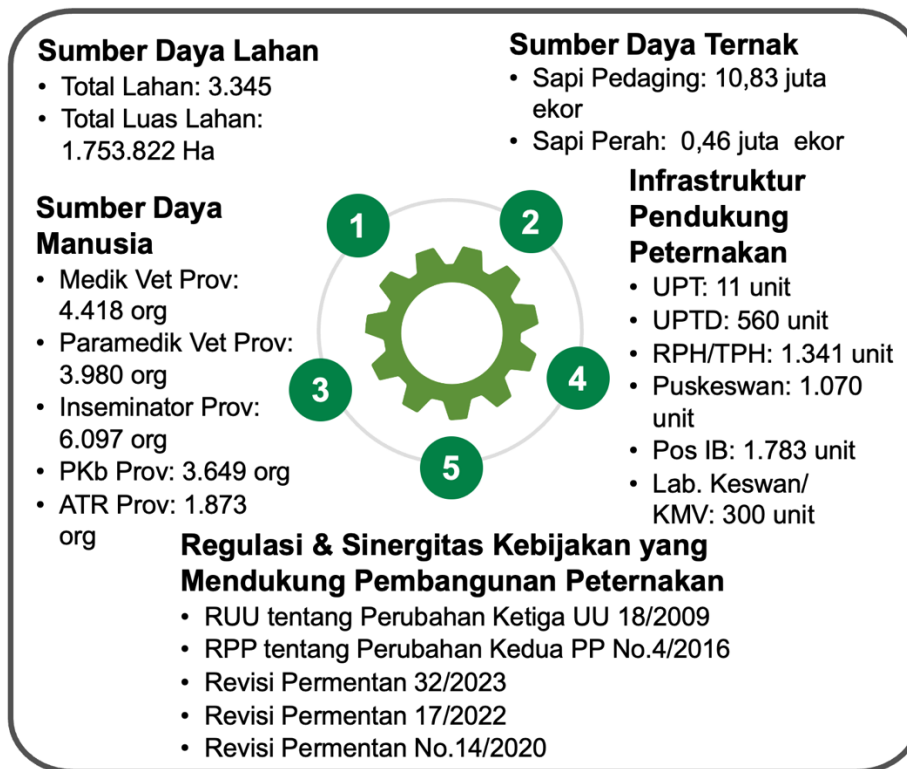 Sumber Daya Lahan
• Total Lahan: 3.345
• Total Luas Lahan:
1.753.822 Ha
Sumber Daya Ternak
• Sapi Pedaging: 10,83 juta
ekor
• Sapi Perah: 0,46 juta ekor
Sumber Daya
Manusia
• Medik Vet Prov:
4.418 org
• Paramedik Vet Prov:
3.980 org
• Inseminator Prov:
6.097 org
• PKb Prov: 3.649 org
• ATR Prov: 1.873
org
1
2
3
4
5
Infrastruktur
Pendukung
Peternakan
• UPT: 11 unit
• UPTD: 560 unit
• RPH/TPH: 1.341 unit
• Puskeswan: 1.070
unit
• Pos IB: 1.783 unit
• Lab. Keswan/
KMV: 300 unit
Regulasi & Sinergitas Kebijakan yang
Mendukung Pembangunan Peternakan
• RUU tentang Perubahan Ketiga UU 18/2009
• RPP tentang Perubahan Kedua PP No.4/2016
• Revisi Permentan 32/2023
• Revisi Permentan 17/2022
• Revisi Permentan No.14/2020